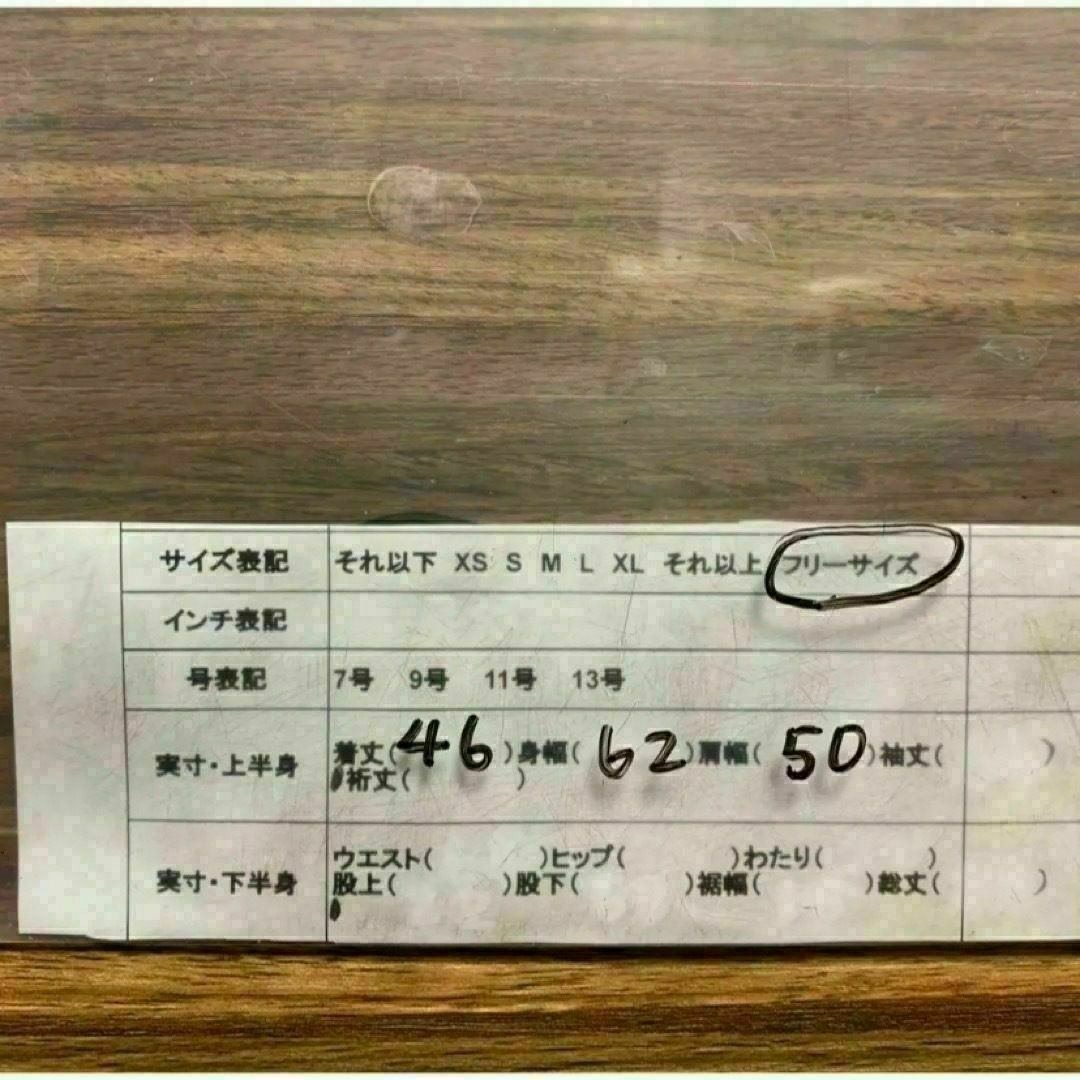 サイズ表記 それ以下 XS S M L XL それ以上 フリーサイズ
インチ表記
号表記 7号 9号 11号 13号
実寸・上半身 着丈(46)身幅(62)肩幅(50)袖丈( )
裄丈( )
実寸・下半身 ウエスト( )ヒップ( )わたり( )
股上( )股下( )裾幅( )総丈( )